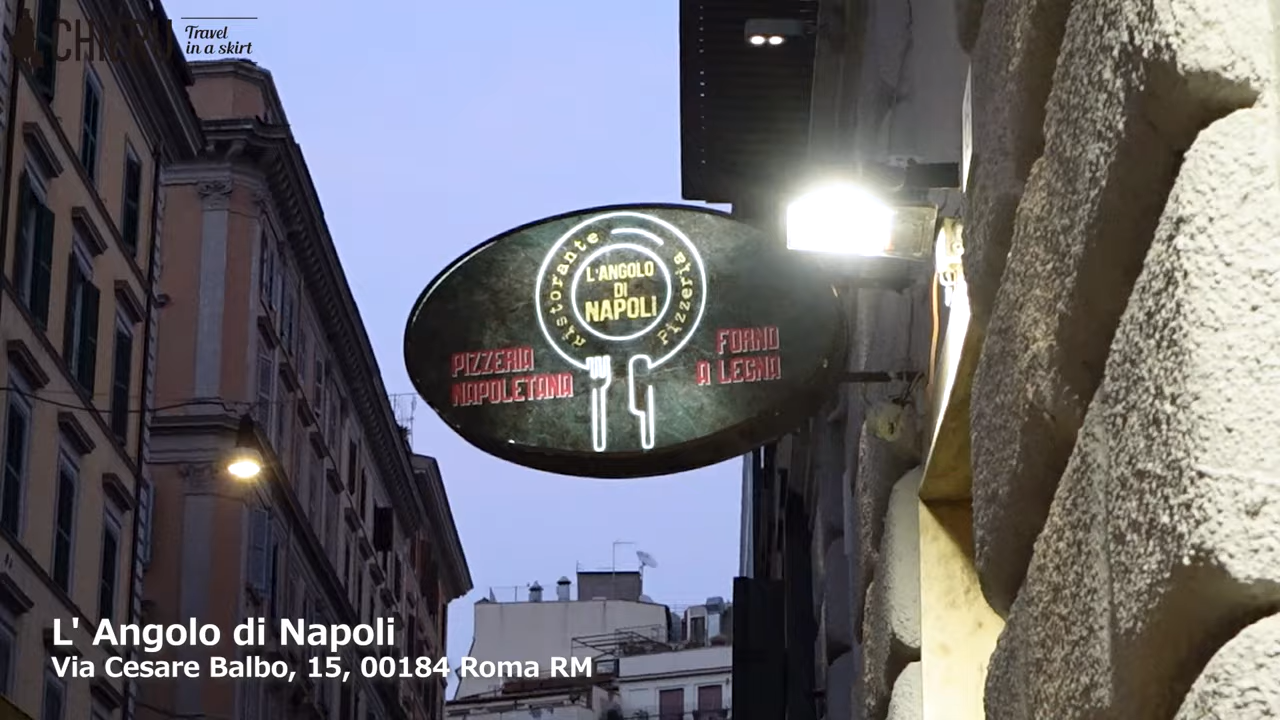 Travel
in a skirt
Ristorante
Pizzeria
L'ANGOLO
DI
NAPOLI
PIZZERIA
NAPOLETANA
FORNO
A LEGNA
L' Angolo di Napoli
Via Cesare Balbo, 15, 00184 Roma RM